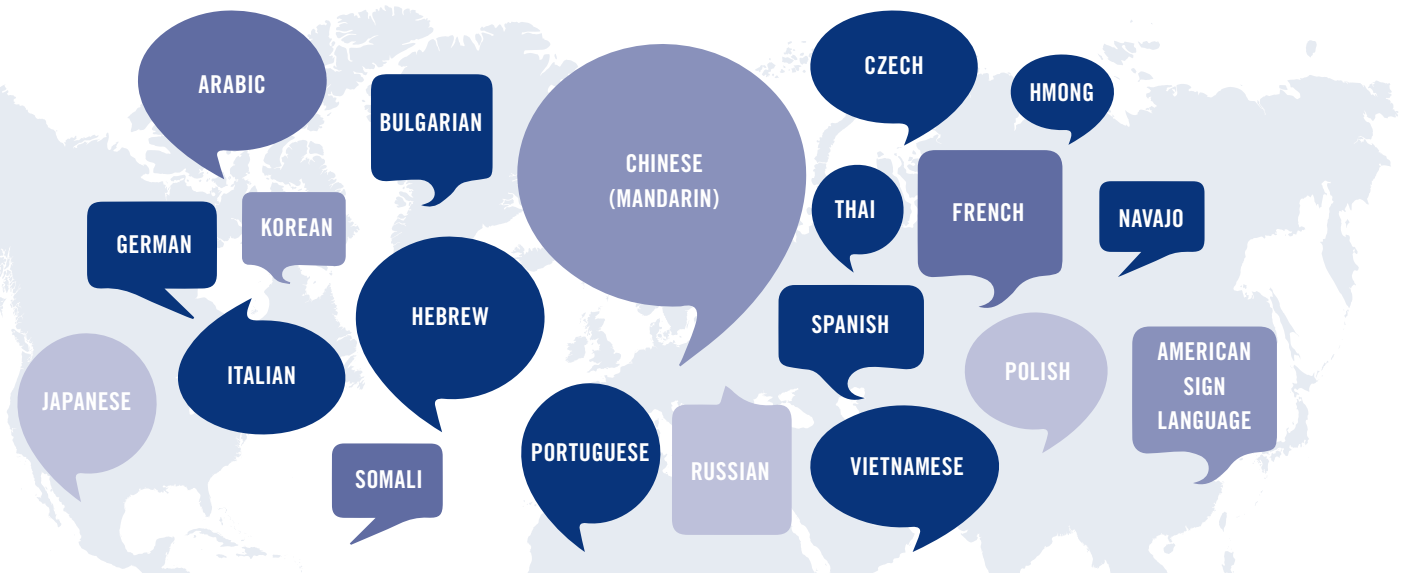 ARABIC
BULGARIAN
CHINESE
(MANDARIN)
CZECH
HMONG
GERMAN
KOREAN
THAI
FRENCH
NAVAJO
HEBREW
SPANISH
JAPANESE
ITALIAN
POLISH
AMERICAN
SIGN
LANGUAGE
SOMALI
PORTUGUESE
RUSSIAN
VIETNAMESE